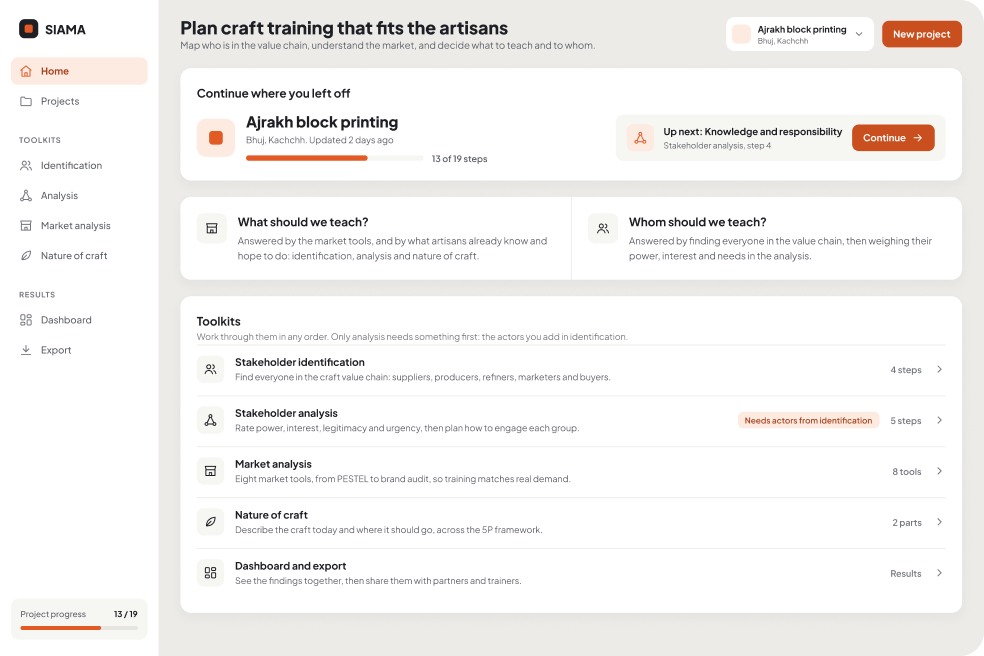 SIAMA
Home
Projects
TOOLKITS
Identification
Analysis
Market analysis
Nature of craft
RESULTS
Dashboard
Export
Project progress 13 / 19
Plan craft training that fits the artisans
Map who is in the value chain, understand the market, and decide what to teach and to whom.
Ajrakh block printing
Bhuj, Kachchh
New project
Continue where you left off
Ajrakh block printing
Bhuj, Kachchh. Updated 2 days ago
13 of 19 steps
Up next: Knowledge and responsibility
Stakeholder analysis, step 4
Continue
What should we teach?
Answered by the market tools, and by what artisans already know and
hope to do: identification, analysis and nature of craft.
Whom should we teach?
Answered by finding everyone in the value chain, then weighing their
power, interest and needs in the analysis.
Toolkits
Work through them in any order. Only analysis needs something first: the actors you add in identification.
Stakeholder identification
Find everyone in the craft value chain: suppliers, producers, refiners, marketers and buyers.
4 steps
Stakeholder analysis
Rate power, interest, legitimacy and urgency, then plan how to engage each group.
Needs actors from identification
5 steps
Market analysis
Eight market tools, from PESTEL to brand audit, so training matches real demand.
8 tools
Nature of craft
Describe the craft today and where it should go, across the 5P framework.
2 parts
Dashboard and export
See the findings together, then share them with partners and trainers.
Results